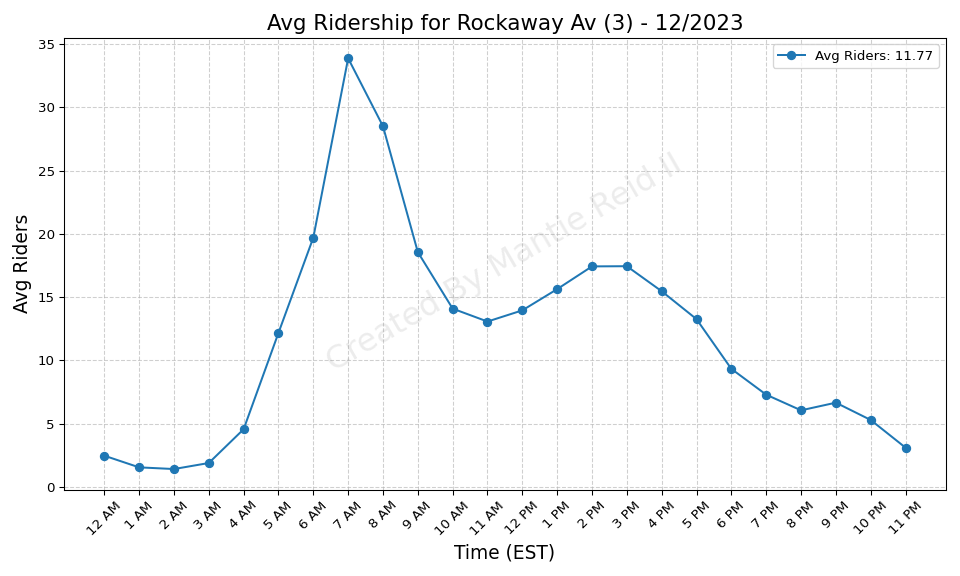 Avg Ridership for Rockaway Av (3) - 12/2023
Avg Riders: 11.77
35
30
25
20
15
10
5
0
Avg Riders
Created By Mantie Reid II
12 AM
1 AM
2 AM
3 AM
4 AM
5 AM
6 AM
7 AM
8 AM
9 AM
10 AM
11 AM
12 PM
1 PM
2 PM
3 PM
4 PM
5 PM
6 PM
7 PM
8 PM
9 PM
10 PM
11 PM
Time (EST)